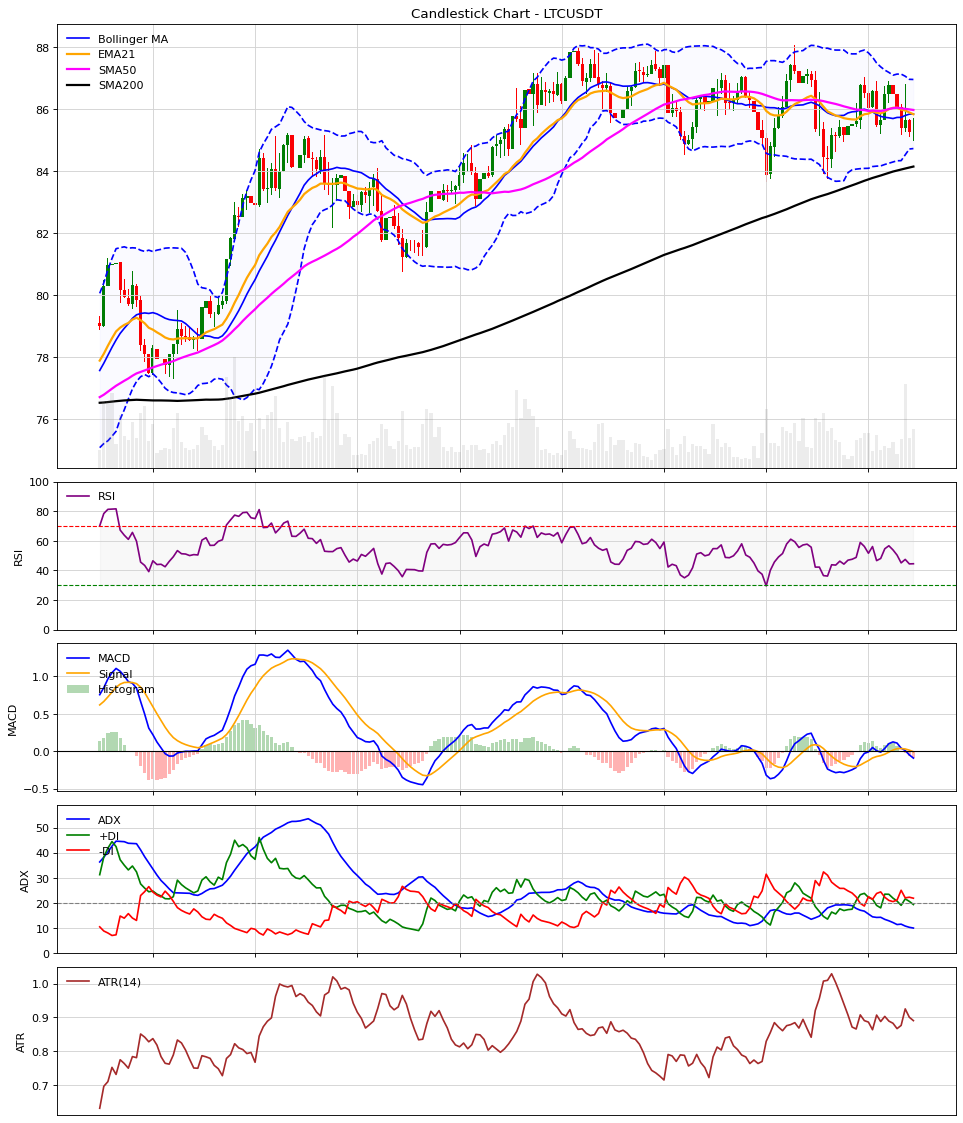 Candlestick Chart - LTCUSDT
Bollinger MA
EMA21
SMA50
SMA200
88
86
84
82
80
78
76
RSI
RSI
100
80
60
40
20
0
MACD
Signal
Histogram
MACD
1.0
0.5
0.0
−0.5
ADX
+DI
-DI
ADX
50
40
30
20
10
0
ATR(14)
ATR
1.0
0.9
0.8
0.7